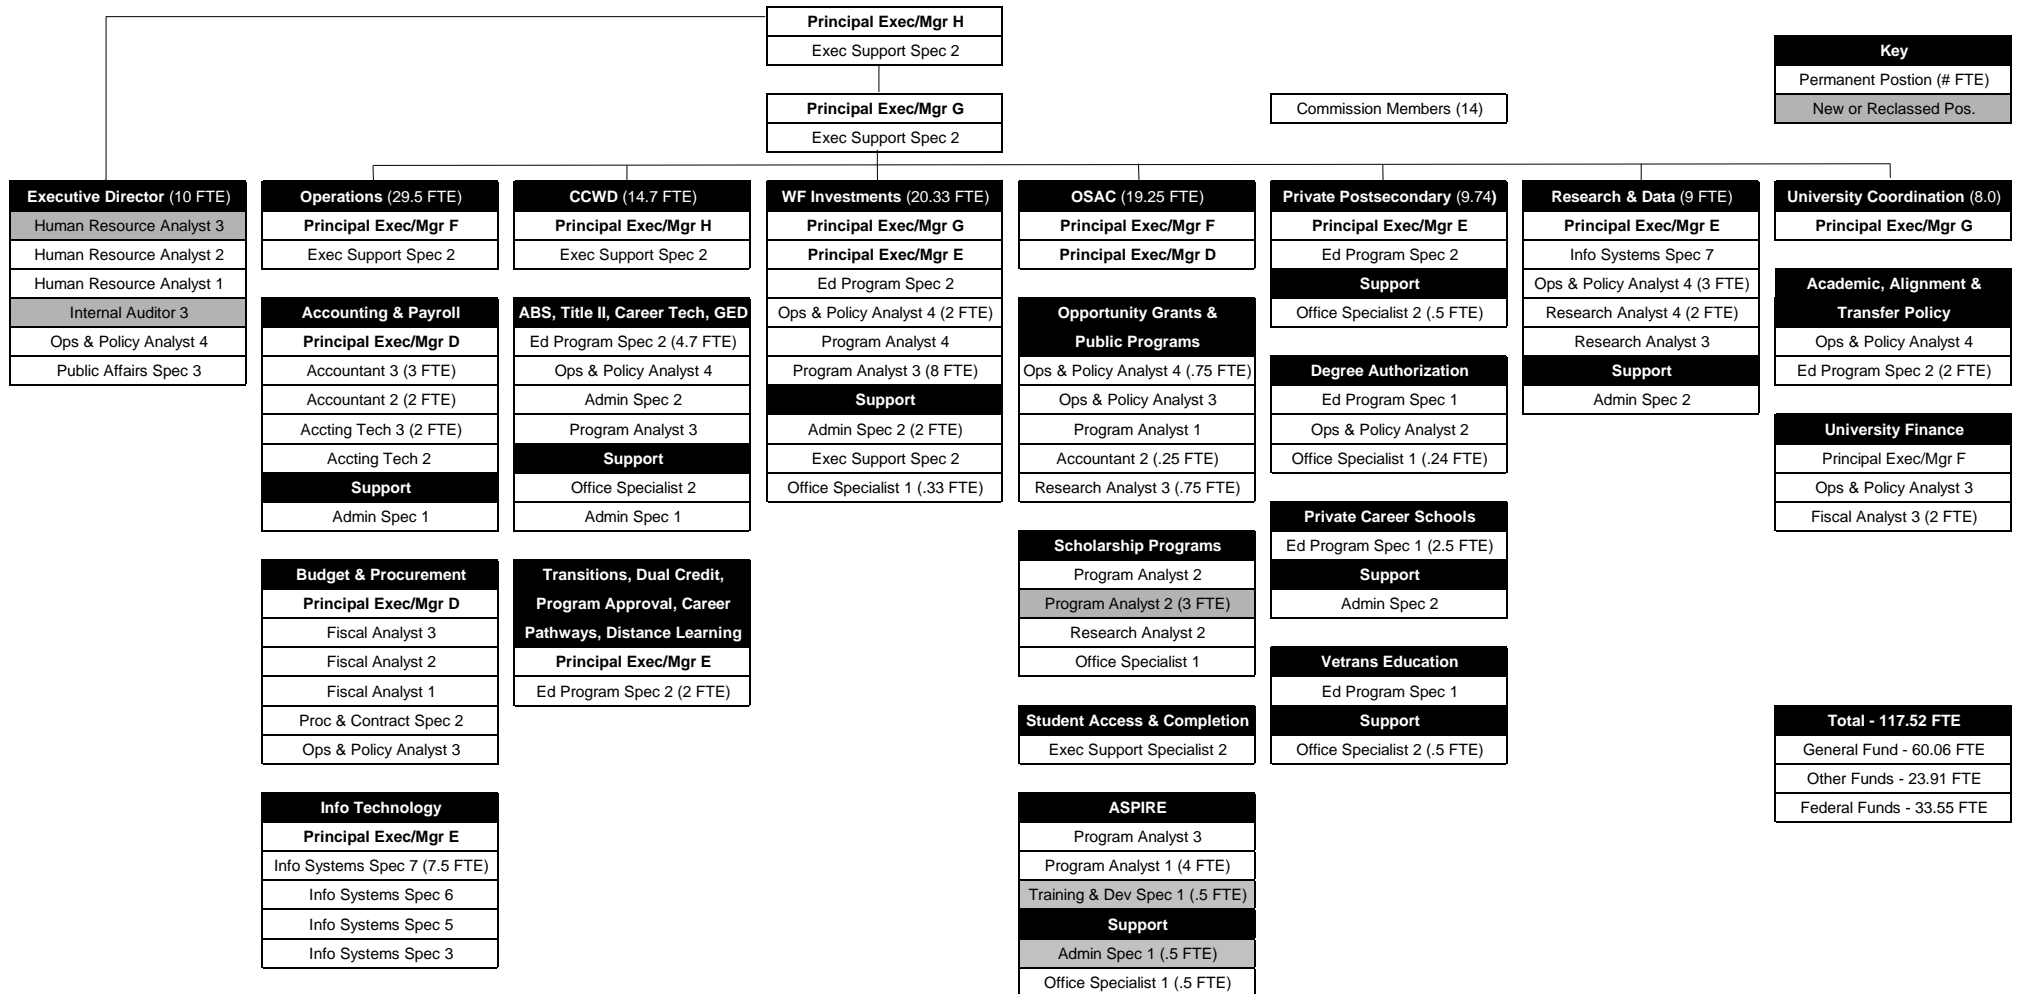 Principal Exec/Mgr H
Exec Support Spec 2
Key
Permanent Postion (# FTE)
New or Reclassed Pos.
Principal Exec/Mgr G
Exec Support Spec 2
Commission Members (14)
Executive Director (10 FTE)
Human Resource Analyst 3
Human Resource Analyst 2
Human Resource Analyst 1
Internal Auditor 3
Ops & Policy Analyst 4
Public Affairs Spec 3
Operations (29.5 FTE)
Principal Exec/Mgr F
Exec Support Spec 2
Accounting & Payroll
Principal Exec/Mgr D
Accountant 3 (3 FTE)
Accountant 2 (2 FTE)
Accting Tech 3 (2 FTE)
Accting Tech 2
Support
Admin Spec 1
Budget & Procurement
Principal Exec/Mgr D
Fiscal Analyst 3
Fiscal Analyst 2
Fiscal Analyst 1
Proc & Contract Spec 2
Ops & Policy Analyst 3
Info Technology
Principal Exec/Mgr E
Info Systems Spec 7 (7.5 FTE)
Info Systems Spec 6
Info Systems Spec 5
Info Systems Spec 3
CCWD (14.7 FTE)
Principal Exec/Mgr H
Exec Support Spec 2
ABS, Title II, Career Tech, GED
Ed Program Spec 2 (4.7 FTE)
Ops & Policy Analyst 4
Admin Spec 2
Program Analyst 3
Support
Office Specialist 2
Admin Spec 1
Transitions, Dual Credit,
Program Approval, Career
Pathways, Distance Learning
Principal Exec/Mgr E
Ed Program Spec 2 (2 FTE)
WF Investments (20.33 FTE)
Principal Exec/Mgr G
Principal Exec/Mgr E
Ed Program Spec 2
Ops & Policy Analyst 4 (2 FTE)
Program Analyst 4
Program Analyst 3 (8 FTE)
Support
Admin Spec 2 (2 FTE)
Exec Support Spec 2
Office Specialist 1 (.33 FTE)
OSAC (19.25 FTE)
Principal Exec/Mgr F
Principal Exec/Mgr D
Opportunity Grants &
Public Programs
Ops & Policy Analyst 4 (.75 FTE)
Ops & Policy Analyst 3
Program Analyst 1
Accountant 2 (.25 FTE)
Research Analyst 3 (.75 FTE)
Scholarship Programs
Program Analyst 2
Program Analyst 2 (3 FTE)
Research Analyst 2
Office Specialist 1
Student Access & Completion
Exec Support Specialist 2
ASPIRE
Program Analyst 3
Program Analyst 1 (4 FTE)
Training & Dev Spec 1 (.5 FTE)
Support
Admin Spec 1 (.5 FTE)
Office Specialist 1 (.5 FTE)
Private Postsecondary (9.74)
Principal Exec/Mgr E
Ed Program Spec 2
Support
Office Specialist 2 (.5 FTE)
Degree Authorization
Ed Program Spec 1
Ops & Policy Analyst 2
Office Specialist 1 (.24 FTE)
Private Career Schools
Ed Program Spec 1 (2.5 FTE)
Support
Admin Spec 2
Vetrans Education
Ed Program Spec 1
Support
Office Specialist 2 (.5 FTE)
Research & Data (9 FTE)
Principal Exec/Mgr E
Info Systems Spec 7
Ops & Policy Analyst 4 (3 FTE)
Research Analyst 4 (2 FTE)
Research Analyst 3
Support
Admin Spec 2
University Coordination (8.0)
Principal Exec/Mgr G
Academic, Alignment &
Transfer Policy
Ops & Policy Analyst 4
Ed Program Spec 2 (2 FTE)
University Finance
Principal Exec/Mgr F
Ops & Policy Analyst 3
Fiscal Analyst 3 (2 FTE)
Total - 117.52 FTE
General Fund - 60.06 FTE
Other Funds - 23.91 FTE
Federal Funds - 33.55 FTE